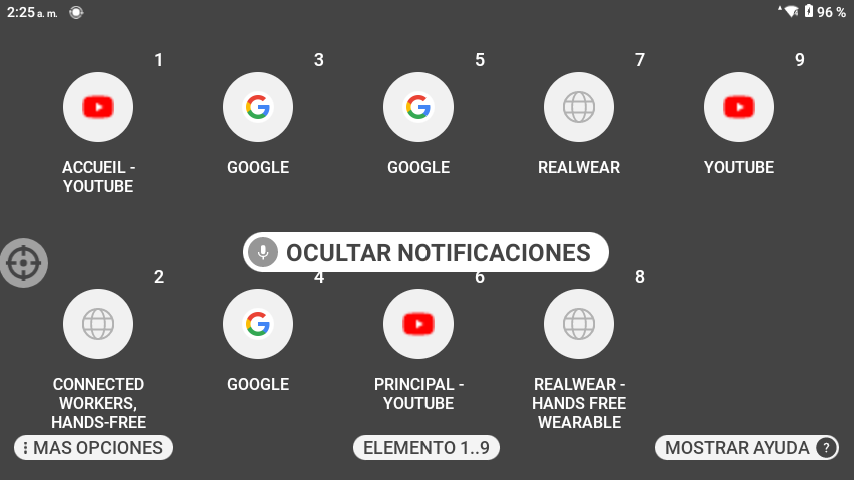 2:25 a. m.
96 %
1
3
5
7
9
ACCUEIL -
YOUTUBE
GOOGLE
GOOGLE
REALWEAR
YOUTUBE
OCULTAR NOTIFICACIONES
2
4
6
8
CONNECTED
WORKERS,
HANDS-FREE
GOOGLE
PRINCIPAL -
YOUTUBE
REALWEAR -
HANDS FREE
WEARABLE
MAS OPCIONES
ELEMENTO 1..9
MOSTRAR AYUDA ?